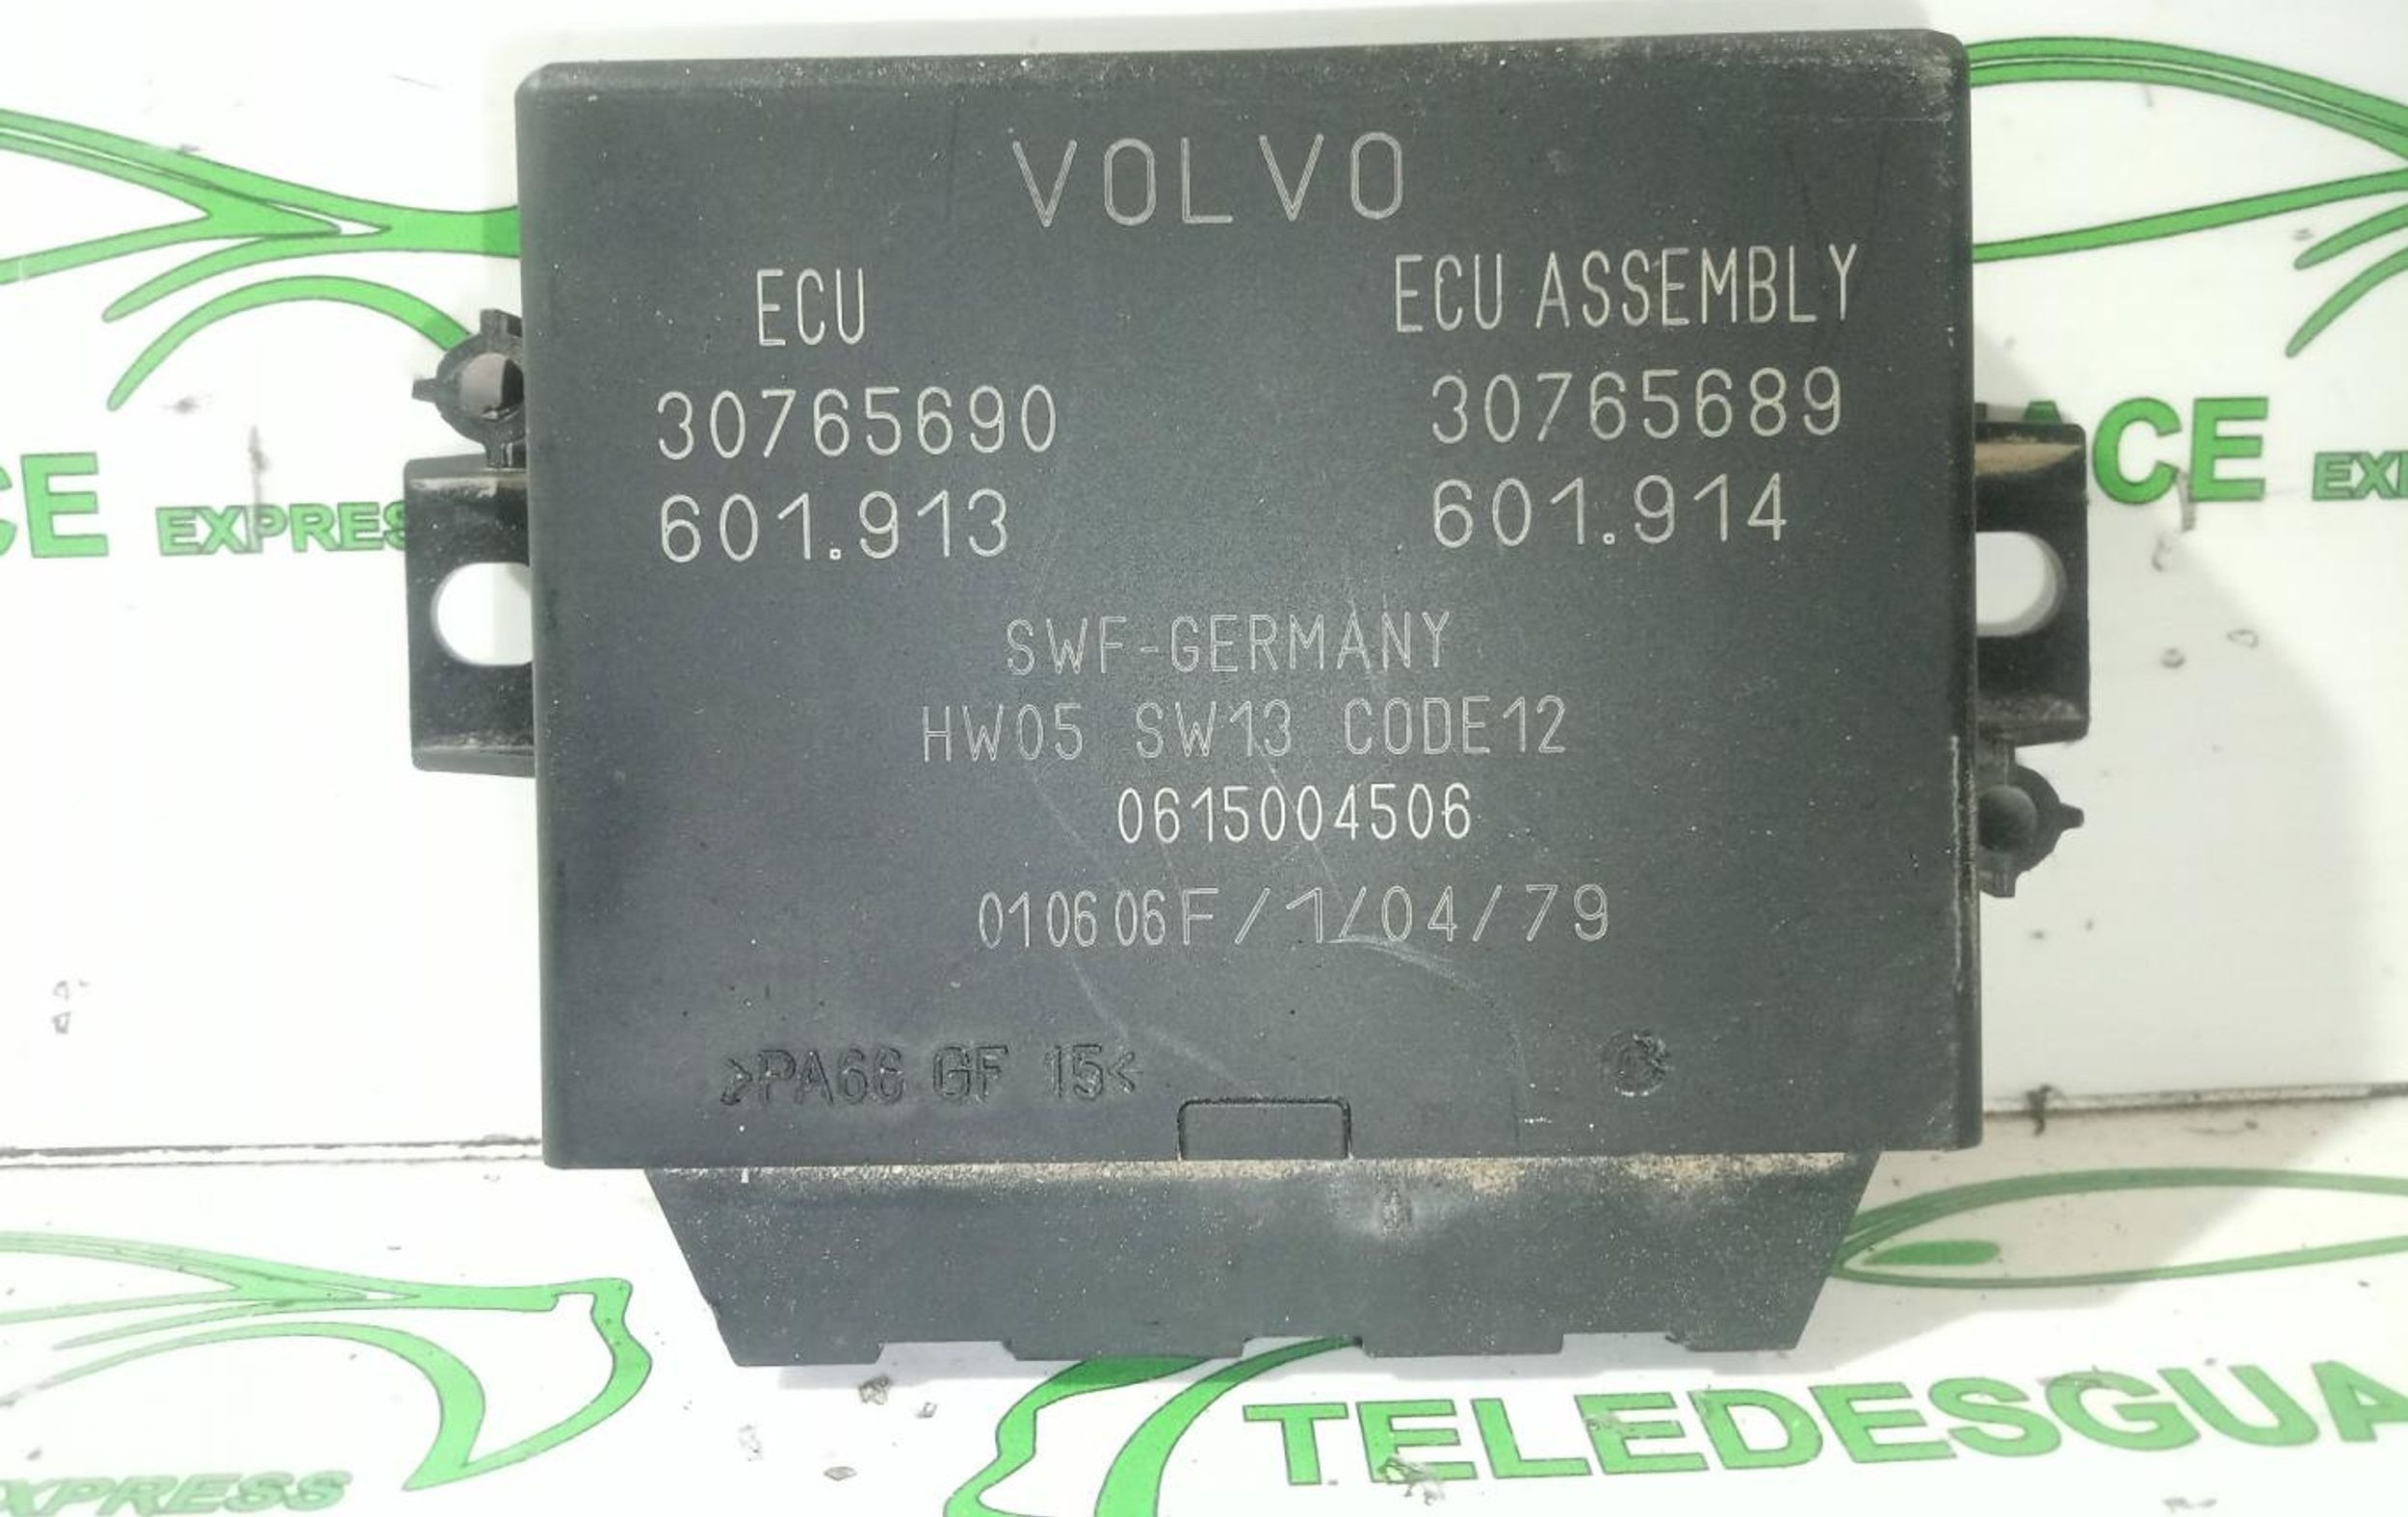 VOLVO
ECU
30765690
601.913
ECU ASSEMBLY
30765689
601.914
SWF-GERMANY
HW05 SW13 CODE12
0615004506
010606F/1/04/79
>PA66 GF 15<
CE EXPRES
ACE EXP
XPRESS
TELEDESGUA